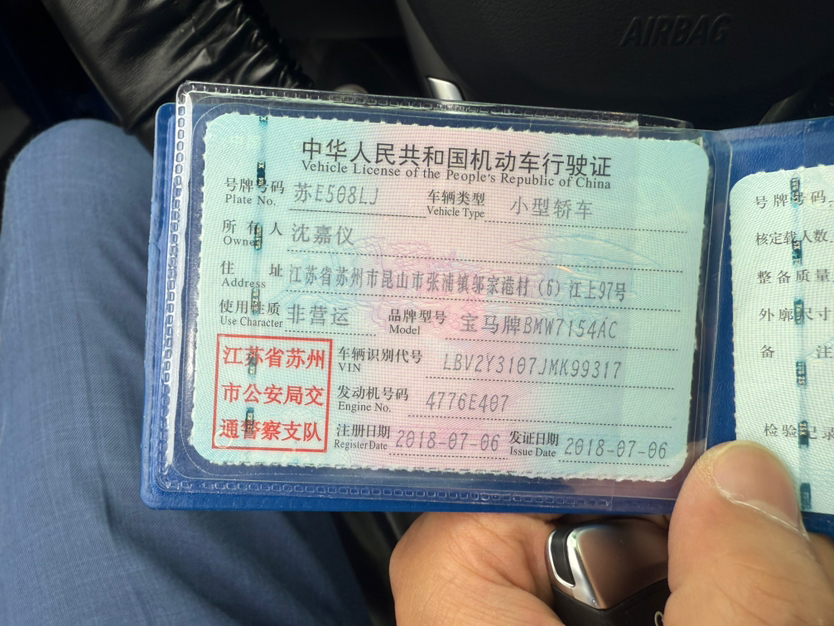 AIRBAG
中华人民共和国机动车行驶证
Vehicle License of the People's Republic of China
号牌号码 苏E508LJ 车辆类型 小型轿车
Plate No. Vehicle Type
所有人 沈嘉仪
Owner
住址 江苏省苏州市昆山市张浦镇邬家港村（6）江上97号
Address
使用性质 非营运 品牌型号 宝马牌BMW7154AC
Use Character Model
江苏省苏州
市公安局交
通警察支队
车辆识别代号 LBV2Y3107JMK99317
VIN
发动机号码 4776E407
Engine No.
注册日期 2018-07-06 发证日期 2018-07-06
Register Date Issue Date
号牌号码
核定载人数
整备质量
外廓尺寸
备注
检验记录